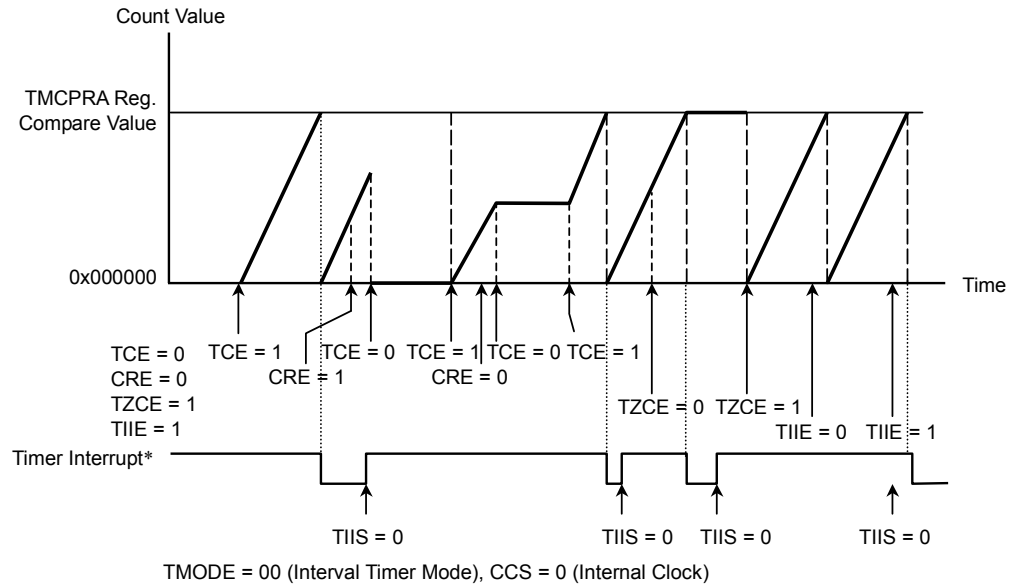 Count Value
TMCPRA Reg.
Compare Value
0x000000
Time
TCE = 0
CRE = 0
TZCE = 1
TIIE = 1
TCE = 1
CRE = 1
TCE = 0
TCE = 1
CRE = 0
TCE = 0
TCE = 1
TZCE = 0
TZCE = 1
TIIE = 0
TIIE = 1
Timer Interrupt*
TIIS = 0
TIIS = 0
TIIS = 0
TIIS = 0
TMODE = 00 (Interval Timer Mode), CCS = 0 (Internal Clock)